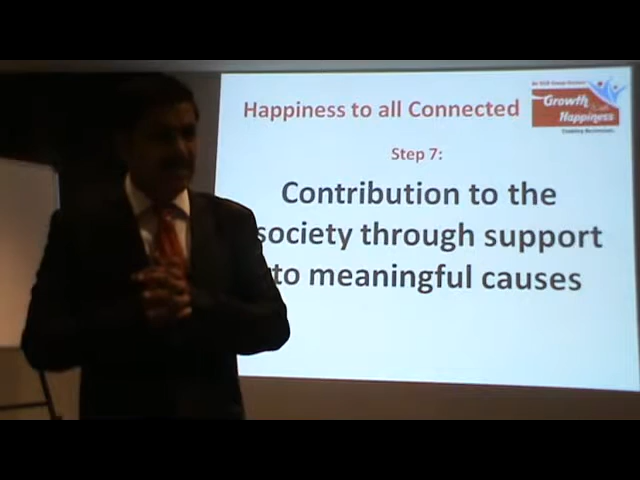 Happiness to all Connected
Growth
Happiness
Step 7:
Contribution to the
society through support
to meaningful causes